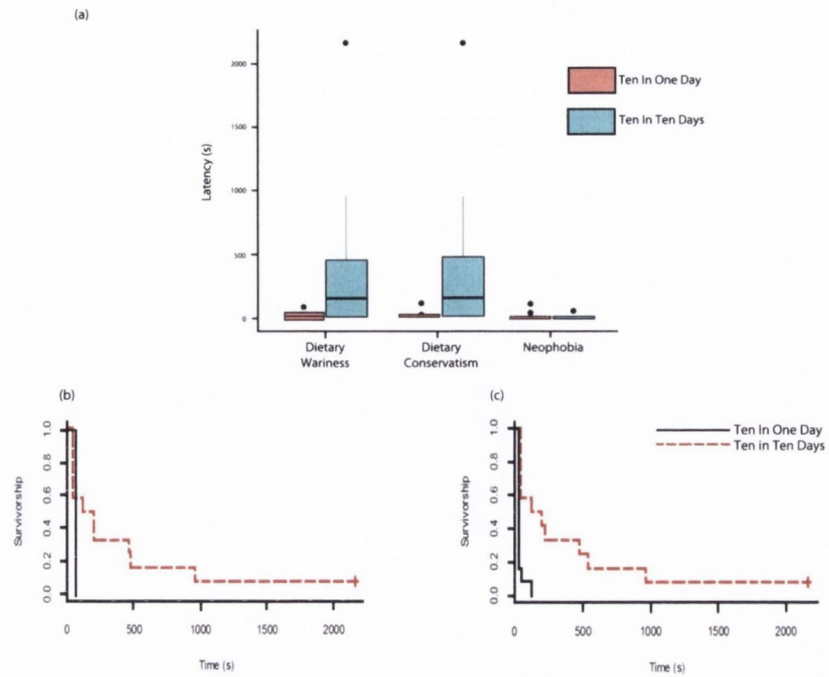 (a)
2000
1500
1000
500
0
Latency (s)
Ten In One Day
Ten In Ten Days
Dietary Wariness
Dietary Conservatism
Neophobia
(b)
1.0
0.8
0.6
0.4
0.2
0.0
Survivorship
0 500 1000 1500 2000
Time (s)
(c)
Ten In One Day
Ten in Ten Days
1.0
0.8
0.6
0.4
0.2
0.0
Survivorship
0 500 1000 1500 2000
Time (s)